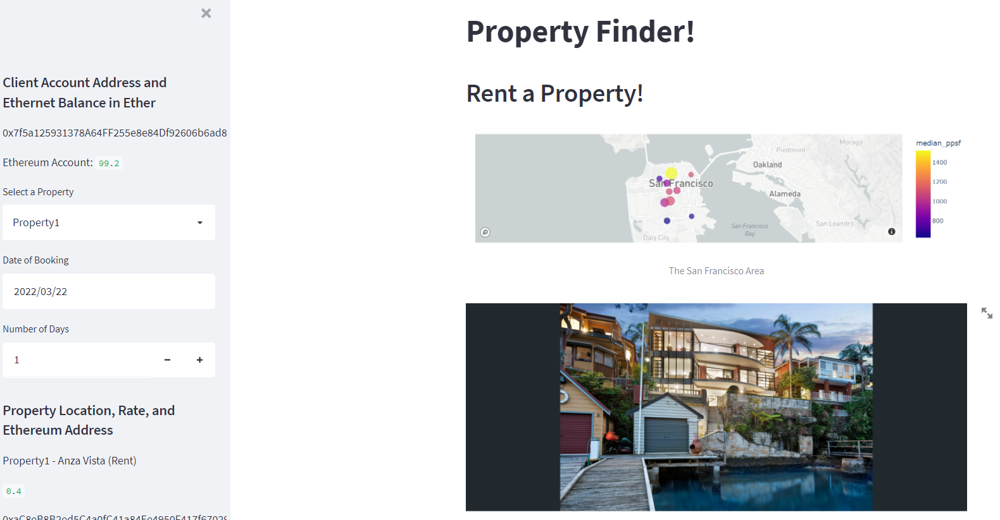 Client Account Address and
Ethernet Balance in Ether
0x7f5a125931378A64FF255e8e84Df92606b6ad8
Ethereum Account: 99.2
Select a Property
Property1
Date of Booking
2022/03/22
Number of Days
1
Property Location, Rate, and
Ethereum Address
Property1 - Anza Vista (Rent)
0.4
Property Finder!
Rent a Property!
Moraga
Piedmont
Oakland
San Francisco
Alameda
San Francisco
Bay
San Leandro
Daly City
median_ppsf
1400
1200
1000
800
The San Francisco Area